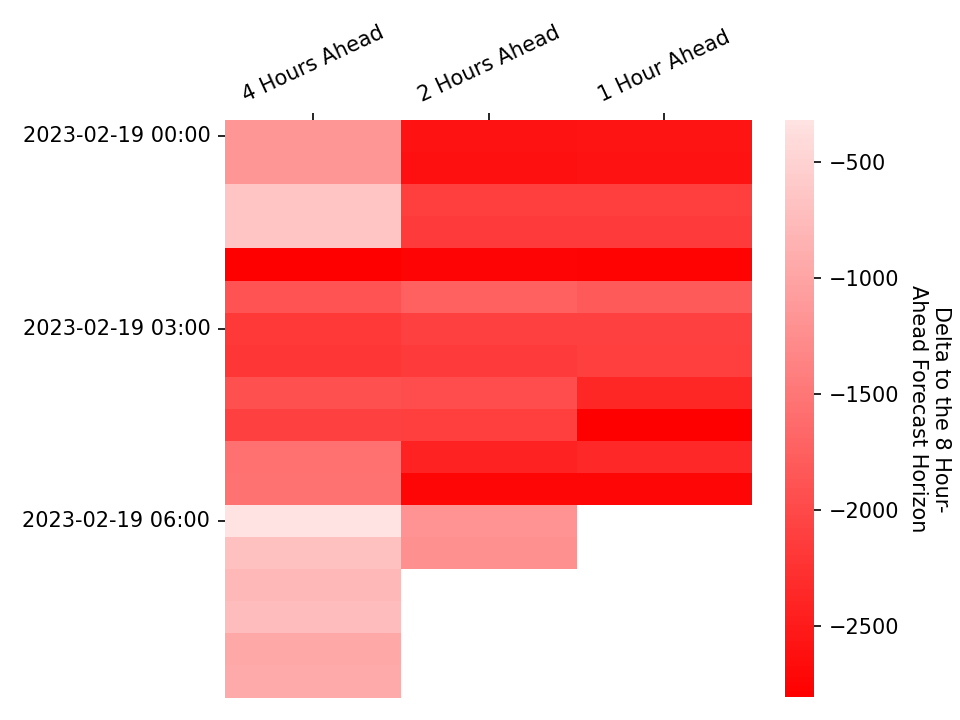 4 Hours Ahead
2 Hours Ahead
1 Hour Ahead
2023-02-19 00:00
2023-02-19 03:00
2023-02-19 06:00
−500
−1000
−1500
−2000
−2500
Delta to the 8 Hour-
Ahead Forecast Horizon